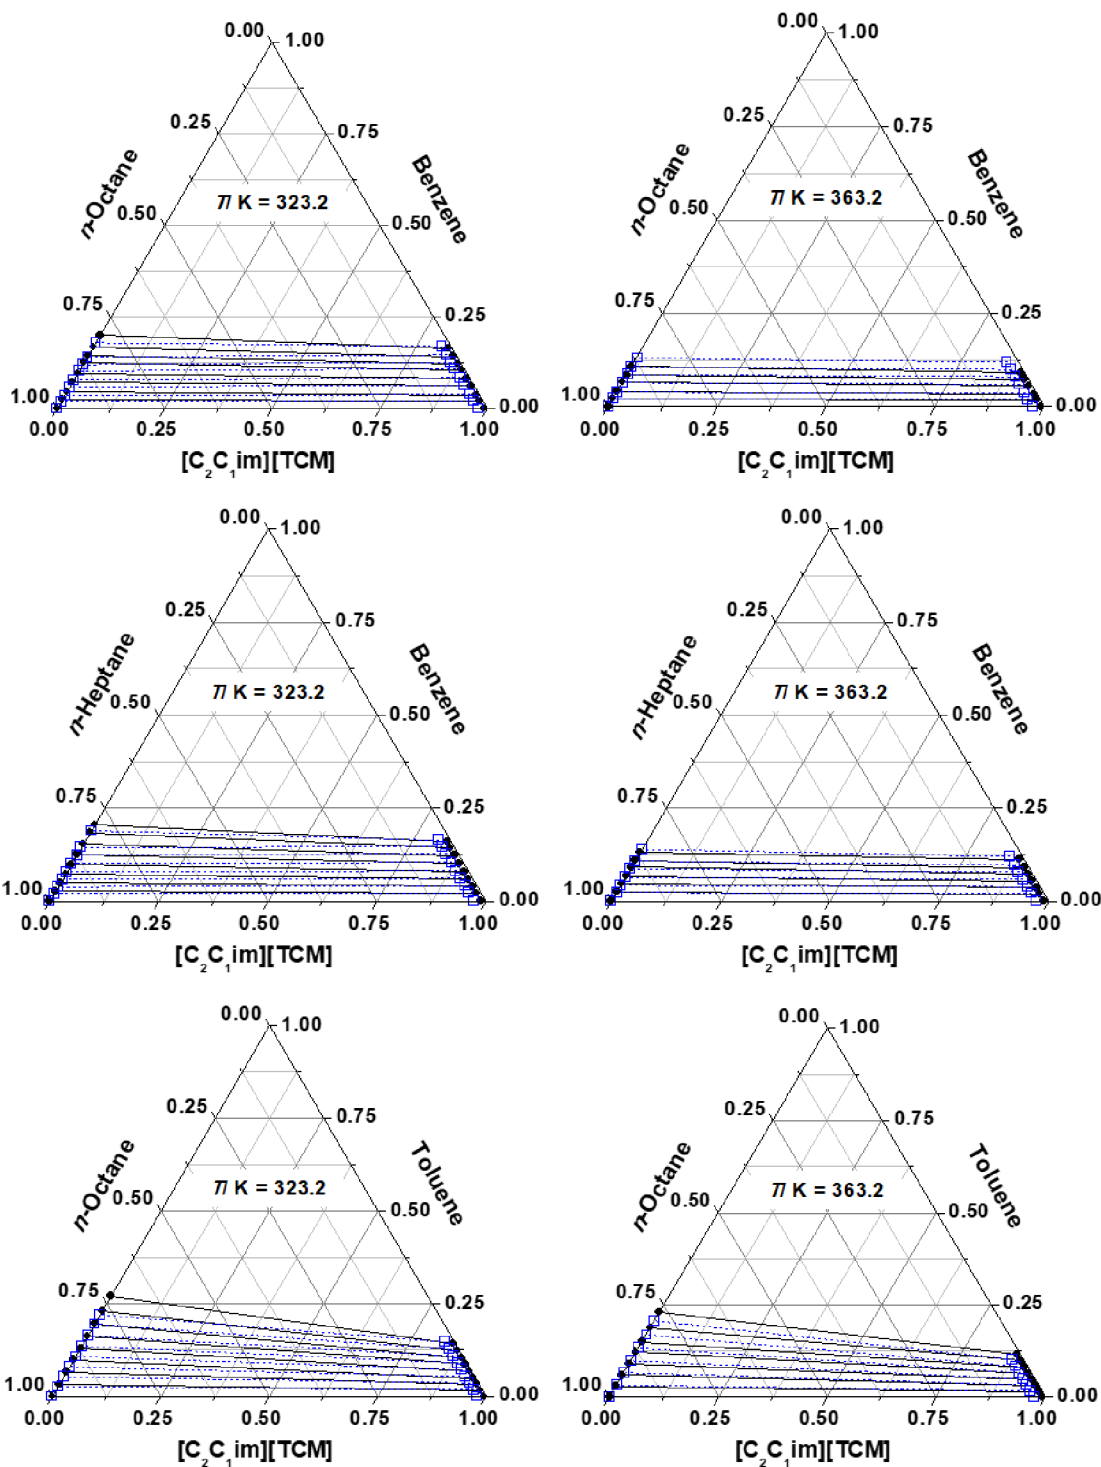 0.00 1.00 0.00 1.00
0.25 0.75 0.25 0.75
n-Octane Benzene n-Octane Benzene
T/ K = 323.2 T/ K = 363.2
0.50 0.50 0.50 0.50
0.75 0.25 0.75 0.25
1.00 0.00 1.00 0.00
0.00 0.25 0.50 0.75 1.00 0.00 0.25 0.50 0.75 1.00
[C2C1im][TCM] [C2C1im][TCM]
0.00 1.00 0.00 1.00
0.25 0.75 0.25 0.75
n-Heptane Benzene n-Heptane Benzene
T/ K = 323.2 T/ K = 363.2
0.50 0.50 0.50 0.50
0.75 0.25 0.75 0.25
1.00 0.00 1.00 0.00
0.00 0.25 0.50 0.75 1.00 0.00 0.25 0.50 0.75 1.00
[C2C1im][TCM] [C2C1im][TCM]
0.00 1.00 0.00 1.00
0.25 0.75 0.25 0.75
n-Octane Toluene n-Octane Toluene
T/ K = 323.2 T/ K = 363.2
0.50 0.50 0.50 0.50
0.75 0.25 0.75 0.25
1.00 0.00 1.00 0.00
0.00 0.25 0.50 0.75 1.00 0.00 0.25 0.50 0.75 1.00
[C2C1im][TCM] [C2C1im][TCM]